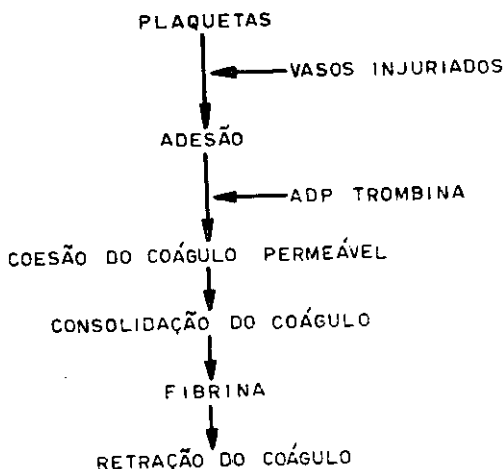 PLAQUETAS
VASOS INJURIADOS
ADESÃO
ADP TROMBINA
COESÃO DO COÁGULO PERMEÁVEL
CONSOLIDAÇÃO DO COÁGULO
FIBRINA
RETRAÇÃO DO COÁGULO